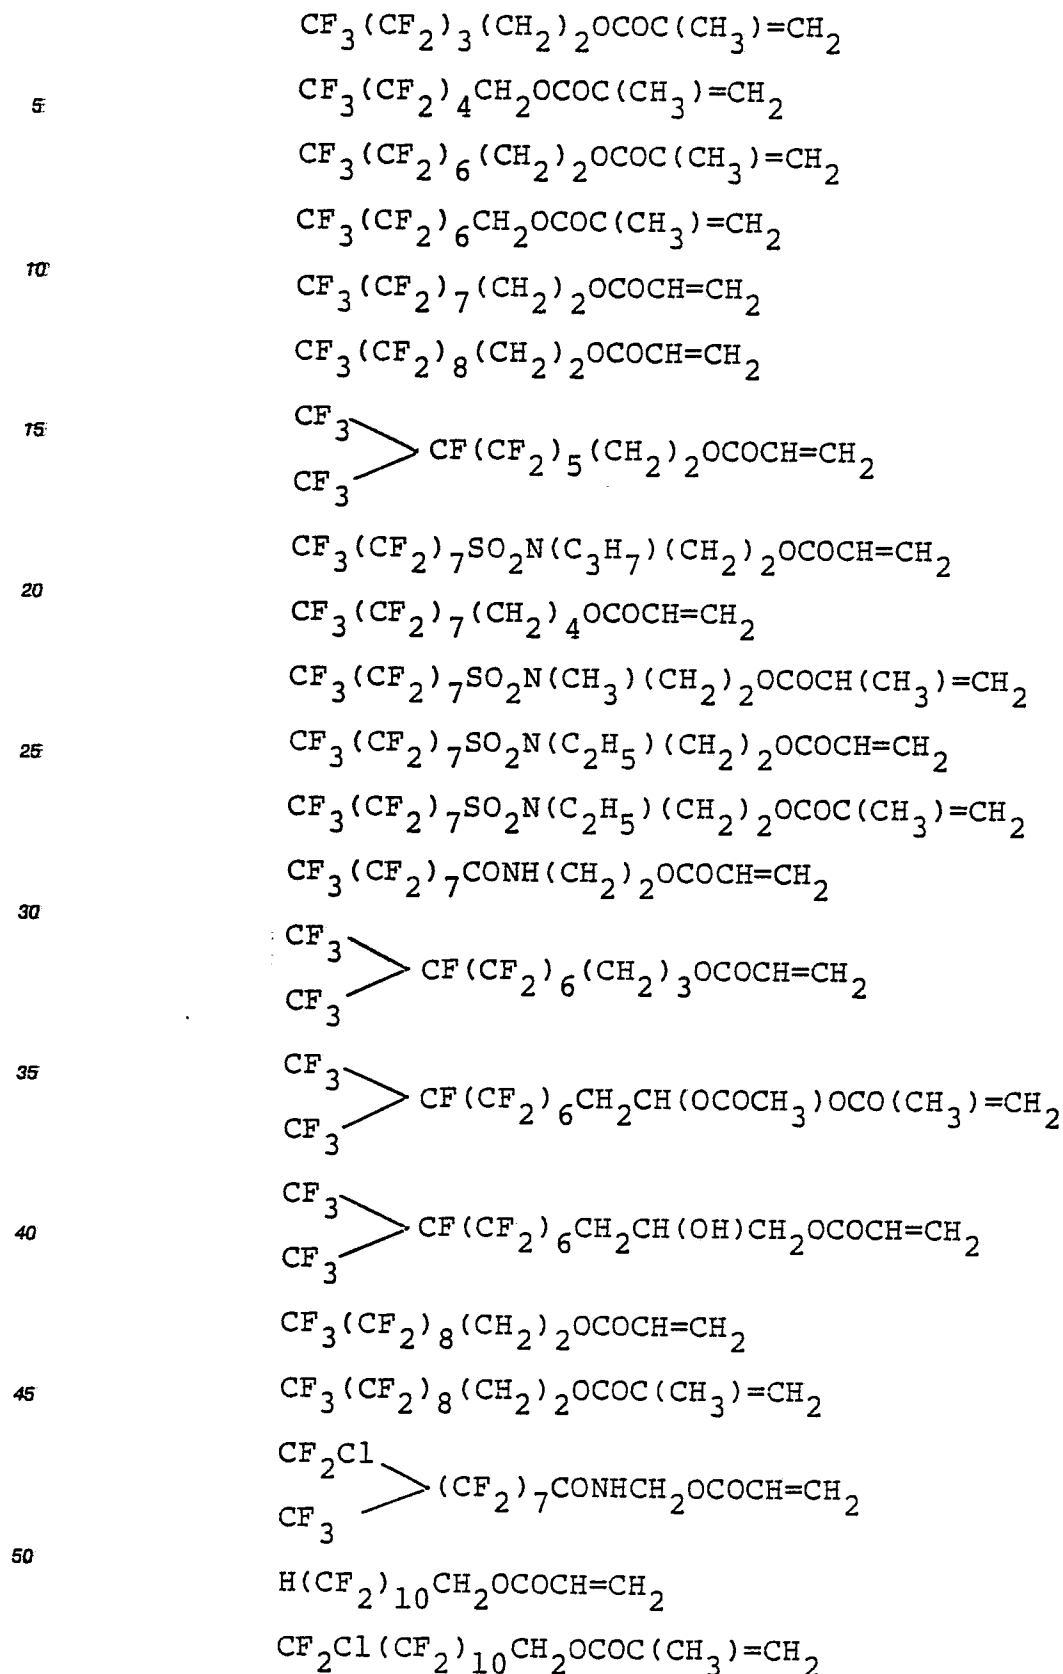 CF3(CF2)3(CH2)2OCOC(CH3)=CH2
5 CF3(CF2)4CH2OCOC(CH3)=CH2
CF3(CF2)6(CH2)2OCOC(CH3)=CH2
CF3(CF2)6CH2OCOC(CH3)=CH2
10 CF3(CF2)7(CH2)2OCOCH=CH2
CF3(CF2)8(CH2)2OCOCH=CH2
15 CF3
CF(CF2)5(CH2)2OCOCH=CH2
CF3
CF3(CF2)7SO2N(C3H7)(CH2)2OCOCH=CH2
20
CF3(CF2)7(CH2)4OCOCH=CH2
CF3(CF2)7SO2N(CH3)(CH2)2OCOCH(CH3)=CH2
25 CF3(CF2)7SO2N(C2H5)(CH2)2OCOCH=CH2
CF3(CF2)7SO2N(C2H5)(CH2)2OCOC(CH3)=CH2
CF3(CF2)7CONH(CH2)2OCOCH=CH2
30
CF3
CF(CF2)6(CH2)3OCOCH=CH2
CF3
35 CF3
CF(CF2)6CH2CH(OCOCH3)OCO(CH3)=CH2
CF3
CF3
40 CF(CF2)6CH2CH(OH)CH2OCOCH=CH2
CF3
CF3(CF2)8(CH2)2OCOCH=CH2
45 CF3(CF2)8(CH2)2OCOC(CH3)=CH2
CF2Cl
(CF2)7CONHCH2OCOCH=CH2
CF3
50
H(CF2)10CH2OCOCH=CH2
CF2Cl(CF2)10CH2OCOC(CH3)=CH2